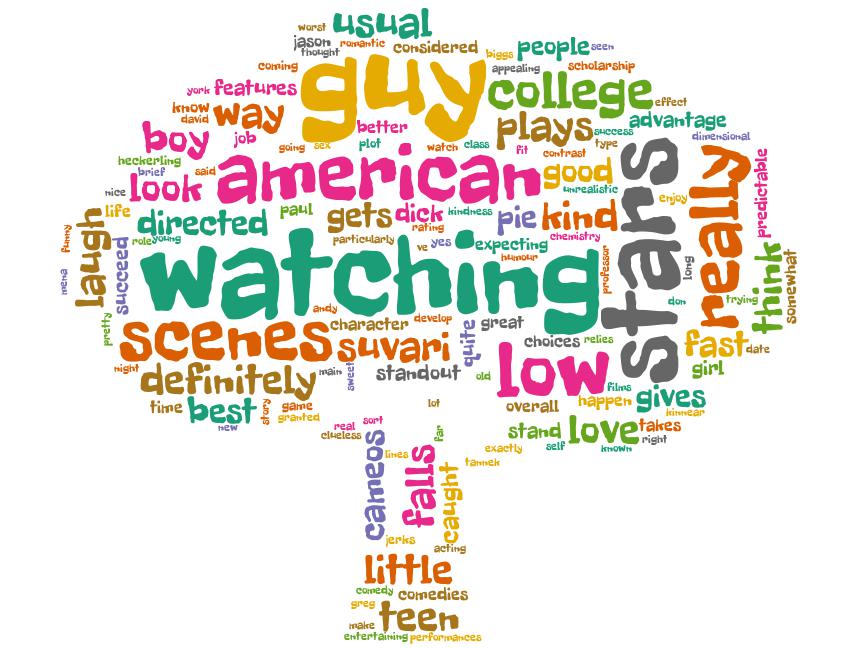 worst usual
jason romantic considered people seen
thought biggs
coming guy appealing scholarship
york features college effect
know way plays advantage
david better success dimensional
boy job going sex plot watch class fit type
heckerling contrast
brief said american good stars really predictable
nice look unrealistic enjoy
life directed paul gets dick kindness pie kind
laugh rating chemistry
role young particularly ve yes expecting
funny succeed humour professor long think somewhat
mena watching don trying
pretty andy
scenes character develop quite great
suvari choices relies fast date
night main sweet standout old low girl
definitely films
time best story game lot overall happen gives
granted kinnear
new real sort stand love takes
clueless far right
cameos lines falls exactly self known
caught tannek
jerks
acting
little
comedy comedies
greg teen
make
entertaining performances